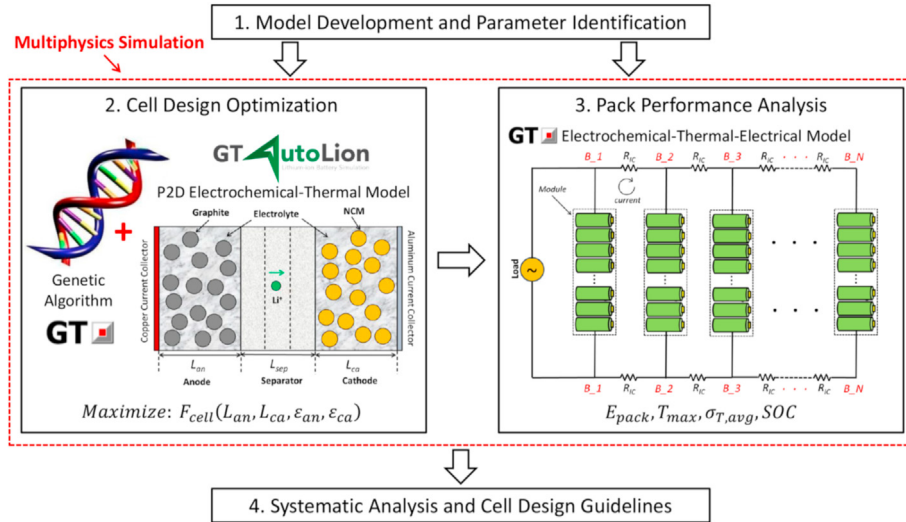 1. Model Development and Parameter Identification
Multiphysics Simulation
2. Cell Design Optimization
GT AutoLion
P2D Electrochemical-Thermal Model
Graphite
Electrolyte
NCM
+
Genetic
Algorithm
GT
Copper Current Collector
Li⁺
Aluminum Current Collector
L_an
L_sep
L_ca
Anode
Separator
Cathode
Maximize: F_cell(L_an, L_ca, ε_an, ε_ca)
3. Pack Performance Analysis
GT Electrochemical-Thermal-Electrical Model
B_1 R_IC B_2 R_IC B_3 R_IC R_IC B_N
Module
current
Load
~
B_1 R_IC B_2 R_IC B_3 R_IC R_IC B_N
E_pack, T_max, σ_T,avg, SOC
4. Systematic Analysis and Cell Design Guidelines